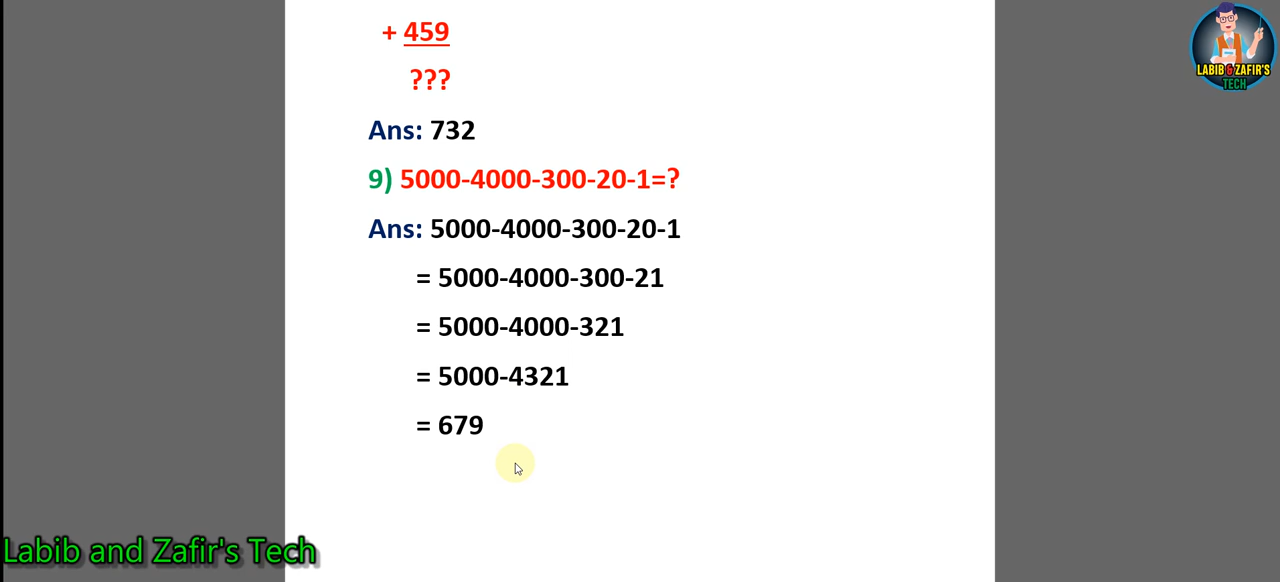 + 459
???
Ans: 732
9) 5000-4000-300-20-1=?
Ans: 5000-4000-300-20-1
= 5000-4000-300-21
= 5000-4000-321
= 5000-4321
= 679
LABIB & ZAFIR'S
TECH
Labib and Zafir's Tech